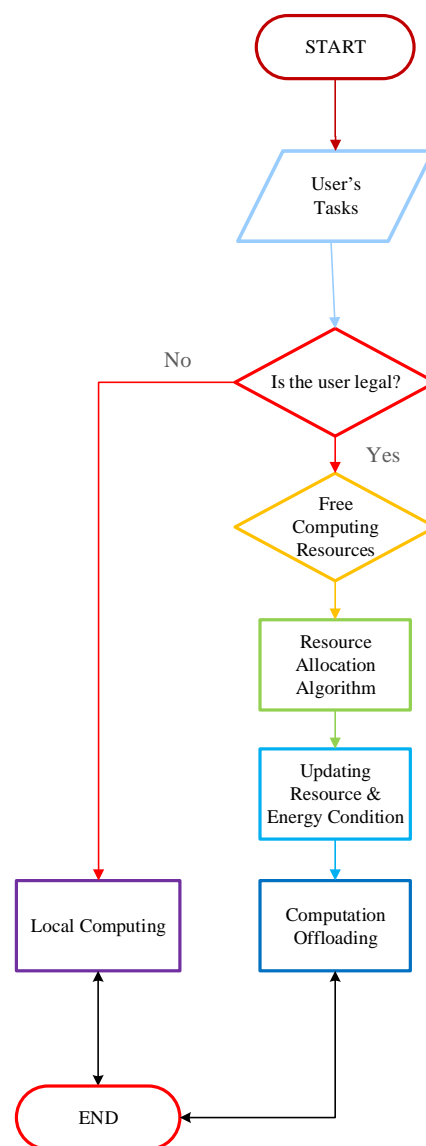 START
User’s
Tasks
Is the user legal?
No
Yes
Free
Computing
Resources
Resource
Allocation
Algorithm
Updating
Resource &
Energy Condition
Local Computing
Computation
Offloading
END